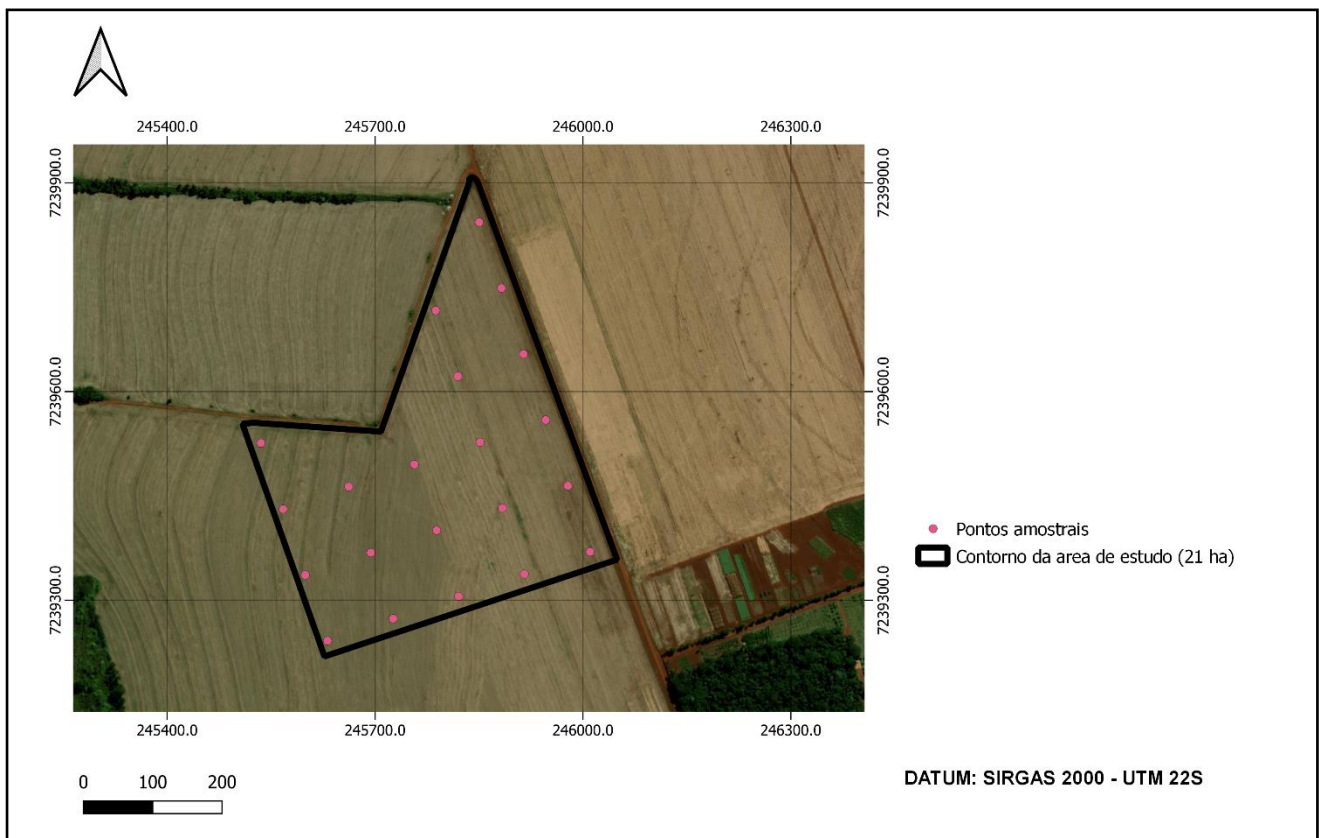 245400.0 245700.0 246000.0 246300.0
7239900.0 7239900.0
7239600.0 7239600.0
Pontos amostrais
Contorno da area de estudo (21 ha)
7239300.0 7239300.0
245400.0 245700.0 246000.0 246300.0
0 100 200
DATUM: SIRGAS 2000 - UTM 22S